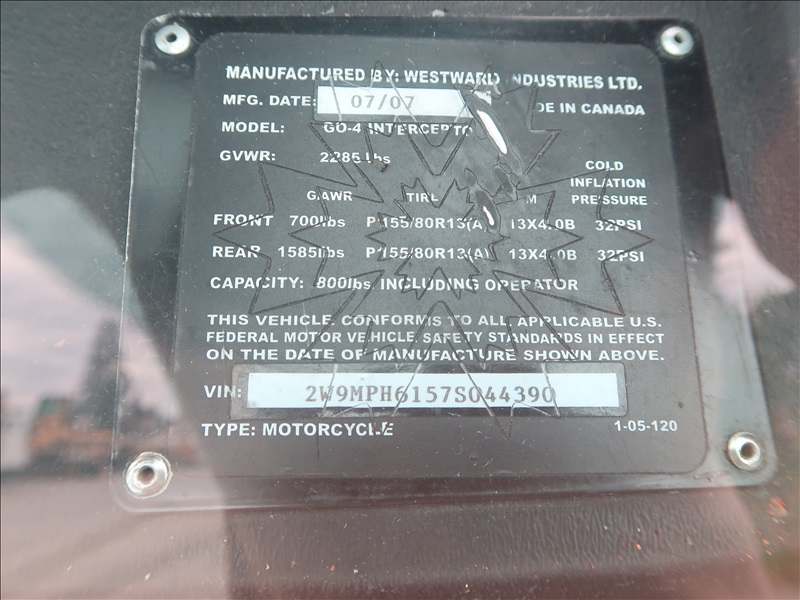 MANUFACTURED BY: WESTWARD INDUSTRIES LTD.
MFG. DATE: 07/07 DE IN CANADA
MODEL: GO-4 INTERCEPTO
GVWR: 2285 lbs
COLD
INFLATION
GAWR TIRE M PRESSURE
FRONT 700lbs P155/80R13(A) 13X4.0B 32PSI
REAR 1585lbs P155/80R13(A) 13X4.0B 32PSI
CAPACITY: 800lbs INCLUDING OPERATOR
THIS VEHICLE CONFORMS TO ALL APPLICABLE U.S.
FEDERAL MOTOR VEHICLE SAFETY STANDARDS IN EFFECT
ON THE DATE OF MANUFACTURE SHOWN ABOVE.
VIN: 2W9MPH6157S044390
TYPE: MOTORCYCLE 1-05-120